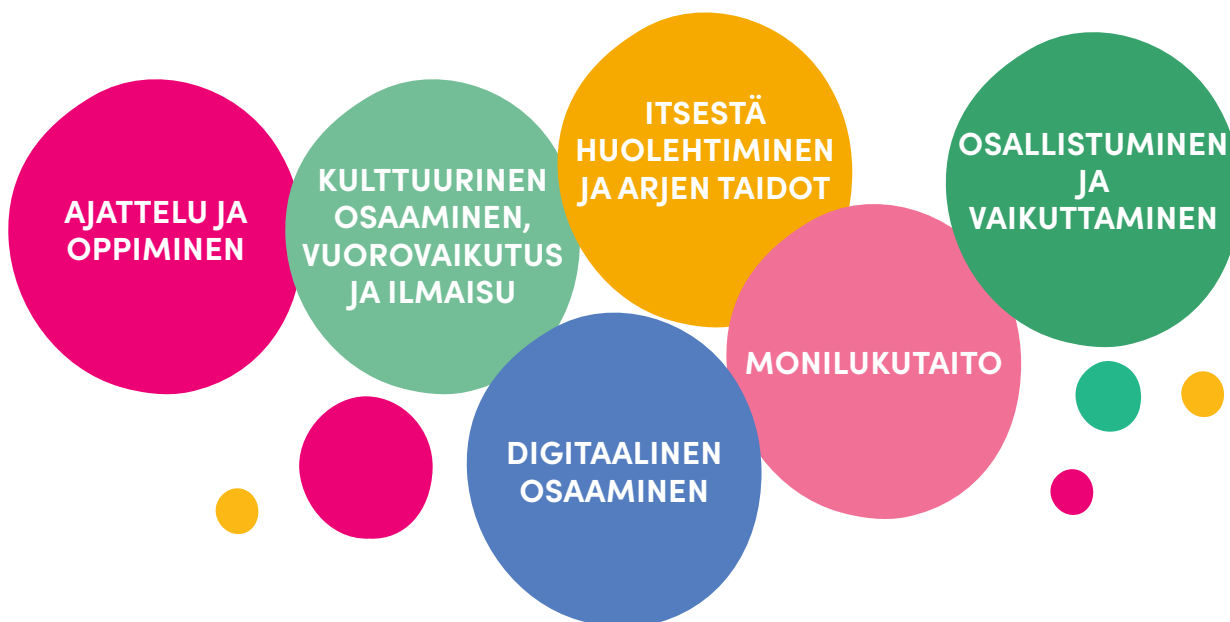 AJATTELU JA
OPPIMINEN
KULTTUURINEN
OSAAMINEN,
VUOROVAIKUTUS
JA ILMAISU
ITSESTÄ
HUOLEHTIMINEN
JA ARJEN TAIDOT
DIGITAALINEN
OSAAMINEN
MONILUKUTAITO
OSALLISTUMINEN
JA
VAIKUTTAMINEN